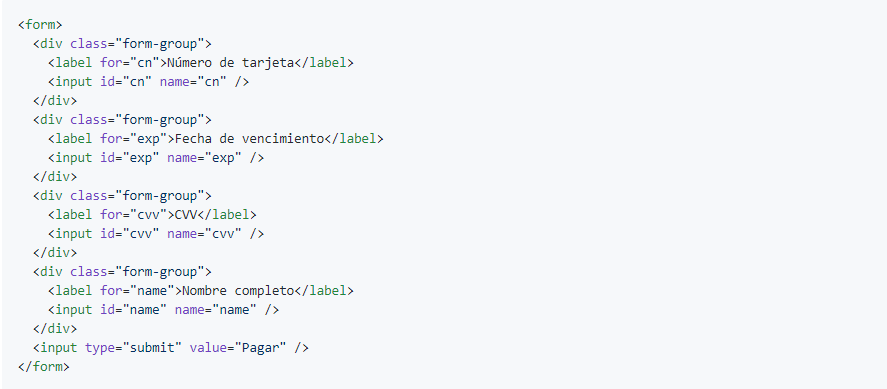 <form>
<div class="form-group">
<label for="cn">Número de tarjeta</label>
<input id="cn" name="cn" />
</div>
<div class="form-group">
<label for="exp">Fecha de vencimiento</label>
<input id="exp" name="exp" />
</div>
<div class="form-group">
<label for="cvv">CVV</label>
<input id="cvv" name="cvv" />
</div>
<div class="form-group">
<label for="name">Nombre completo</label>
<input id="name" name="name" />
</div>
<input type="submit" value="Pagar" />
</form>